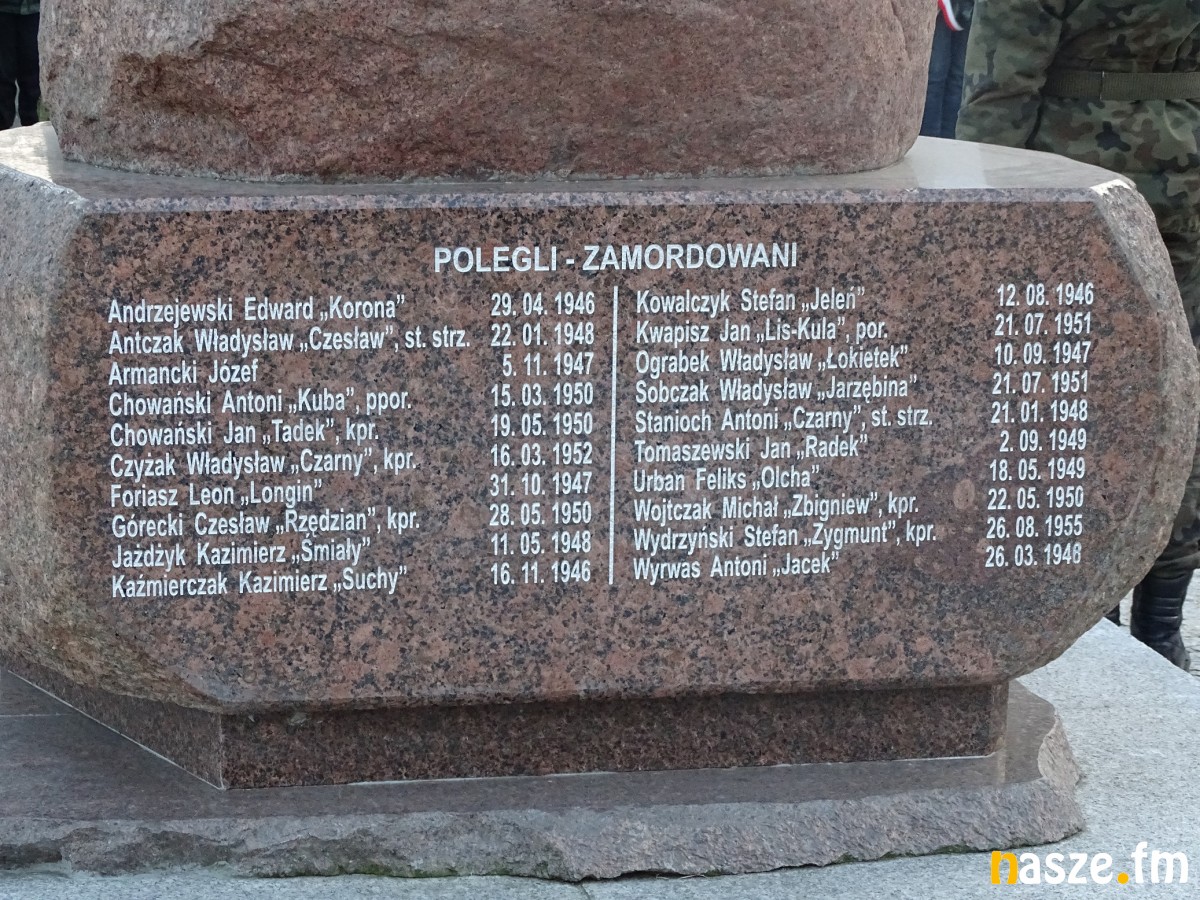 POLEGLI - ZAMORDOWANI
Andrzejewski Edward „Korona” 29. 04. 1946
Antczak Władysław „Czesław”, st. strz. 22. 01. 1948
Armancki Józef 5. 11. 1947
Chowański Antoni „Kuba”, ppor. 15. 03. 1950
Chowański Jan „Tadek”, kpr. 19. 05. 1950
Czyżak Władysław „Czarny”, kpr. 16. 03. 1952
Foriasz Leon „Longin” 31. 10. 1947
Górecki Czesław „Rzędzian”, kpr. 28. 05. 1950
Jażdżyk Kazimierz „Śmiały” 11. 05. 1948
Kaźmierczak Kazimierz „Suchy” 16. 11. 1946
Kowalczyk Stefan „Jeleń” 12. 08. 1946
Kwapisz Jan „Lis-Kula”, por. 21. 07. 1951
Ograbek Władysław „Łokietek” 10. 09. 1947
Sobczak Władysław „Jarzębina” 21. 07. 1951
Stanioch Antoni „Czarny”, st. strz. 21. 01. 1948
Tomaszewski Jan „Radek” 2. 09. 1949
Urban Feliks „Olcha” 18. 05. 1949
Wojtczak Michał „Zbigniew”, kpr. 22. 05. 1950
Wydrzyński Stefan „Zygmunt”, kpr. 26. 08. 1955
Wyrwas Antoni „Jacek” 26. 03. 1946
nasze.fm